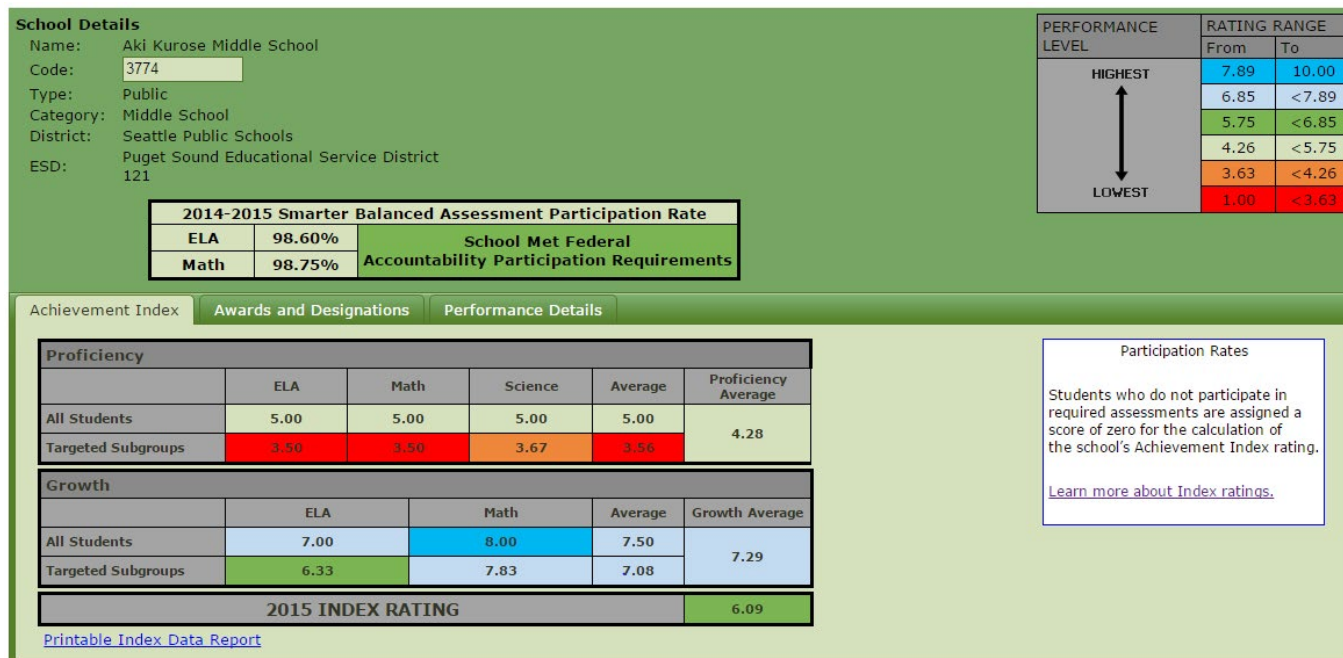 School Details
Name: Aki Kurose Middle School
Code: 3774
Type: Public
Category: Middle School
District: Seattle Public Schools
ESD: Puget Sound Educational Service District
121
PERFORMANCE LEVEL RATING RANGE
From To
HIGHEST 7.89 10.00
6.85 <7.89
5.75 <6.85
4.26 <5.75
3.63 <4.26
LOWEST 1.00 <3.63
2014-2015 Smarter Balanced Assessment Participation Rate
ELA 98.60% School Met Federal
Math 98.75% Accountability Participation Requirements
Achievement Index Awards and Designations Performance Details
Proficiency
ELA Math Science Average Proficiency Average
All Students 5.00 5.00 5.00 5.00 4.28
Targeted Subgroups 3.50 3.50 3.67 3.56
Growth
ELA Math Average Growth Average
All Students 7.00 8.00 7.50 7.29
Targeted Subgroups 6.33 7.83 7.08
2015 INDEX RATING 6.09
Printable Index Data Report
Participation Rates
Students who do not participate in
required assessments are assigned a
score of zero for the calculation of
the school's Achievement Index rating.
Learn more about Index ratings.